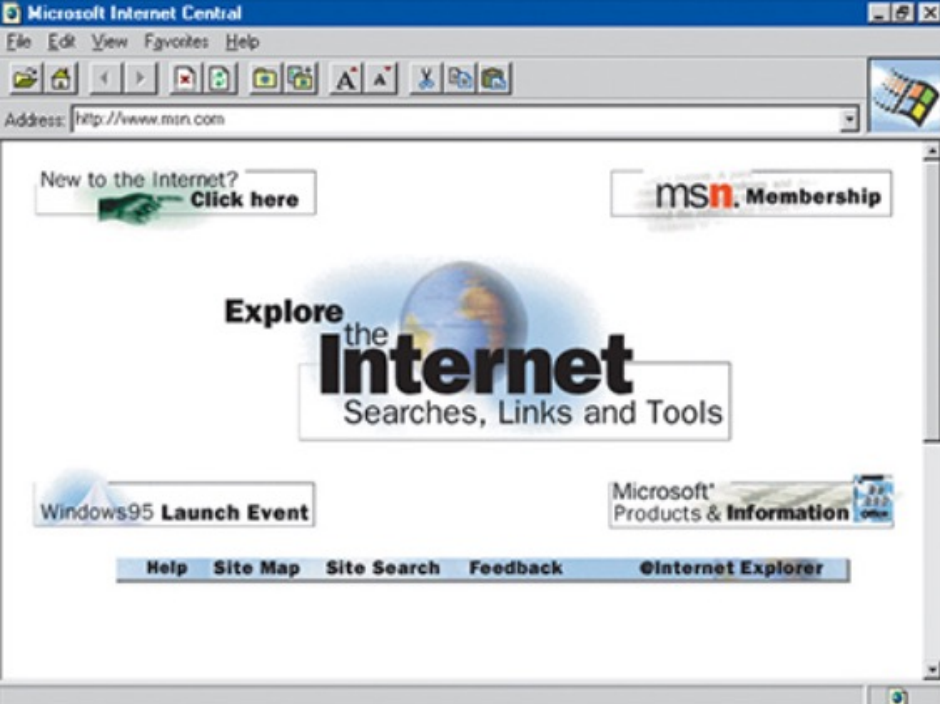 Microsoft Internet Central
File Edit View Favorites Help
A A
Address: http://www.msn.com
New to the Internet?
Click here
msn. Membership
Explore
the
Internet
Searches, Links and Tools
Windows95 Launch Event
Microsoft®
Products & Information
Office
Help Site Map Site Search Feedback @Internet Explorer